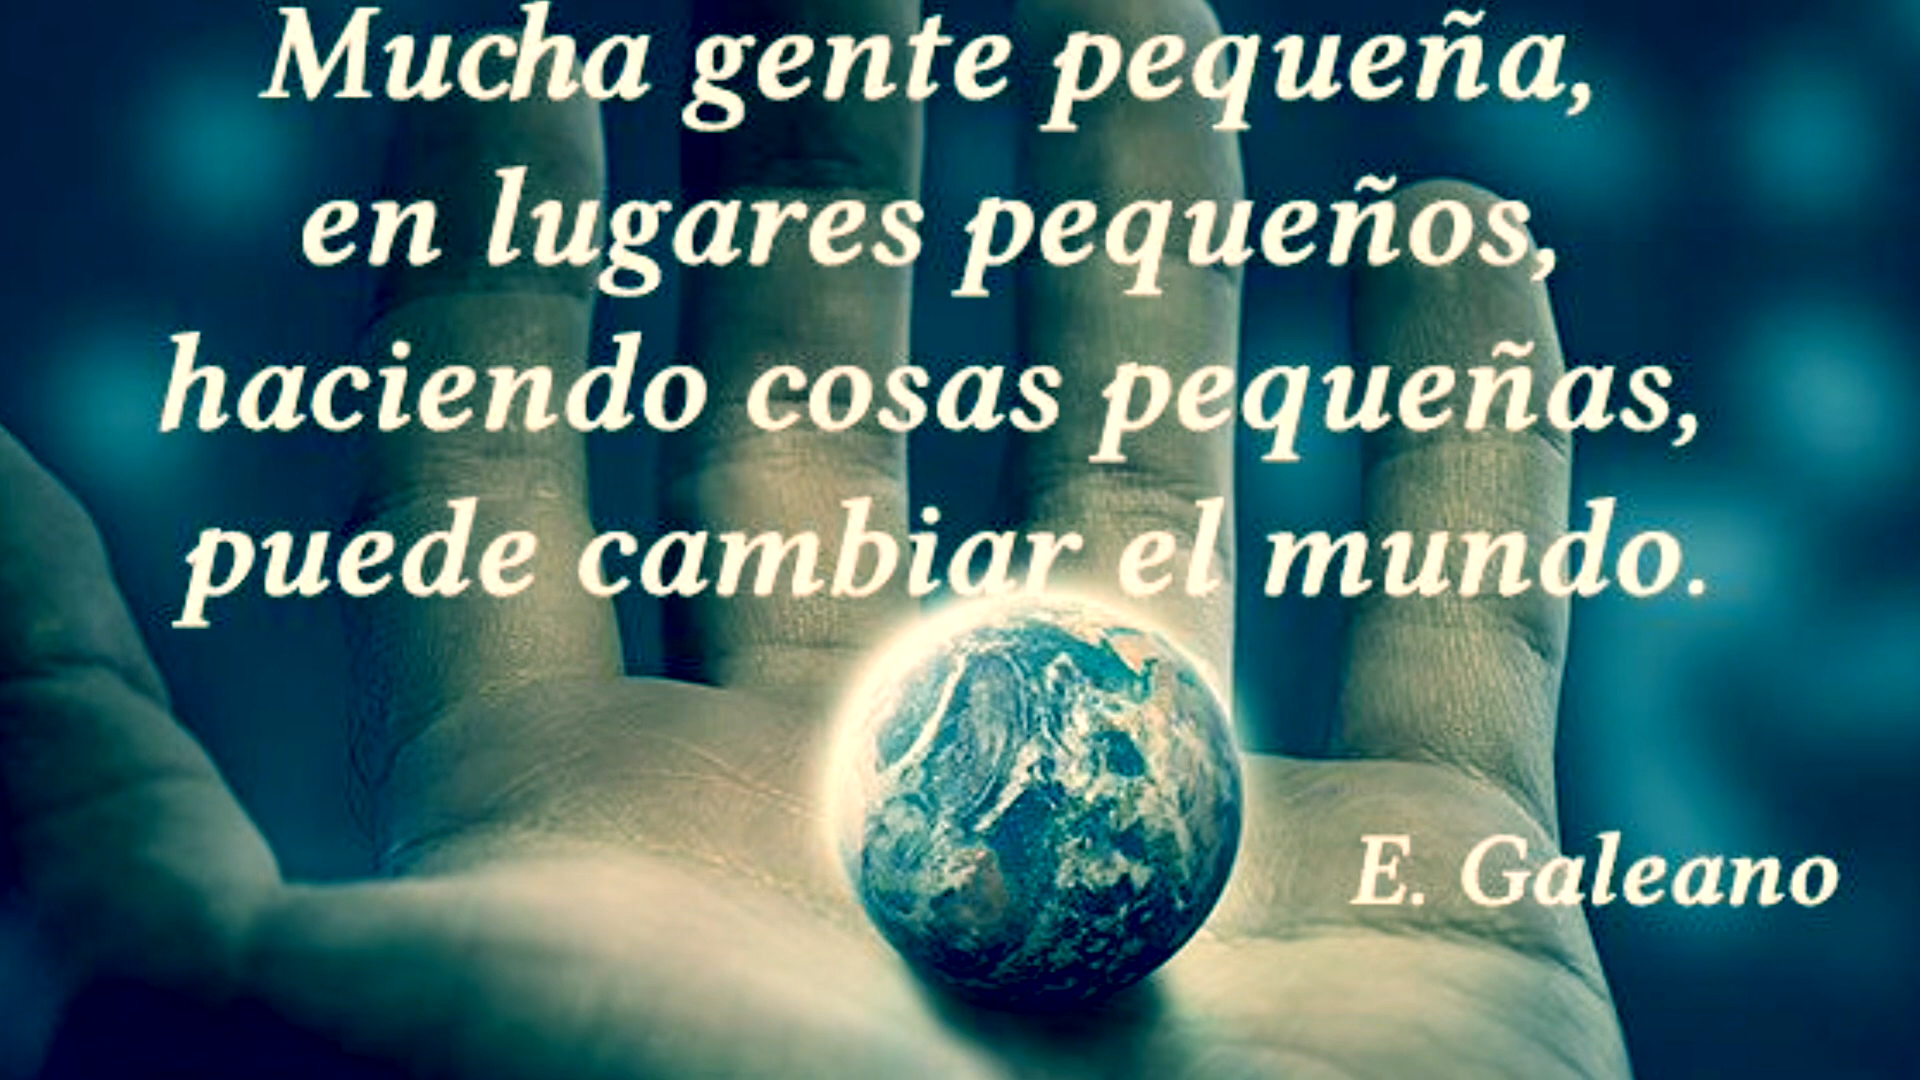 Mucha gente pequeña,
en lugares pequeños,
haciendo cosas pequeñas,
puede cambiar el mundo.
E. Galeano